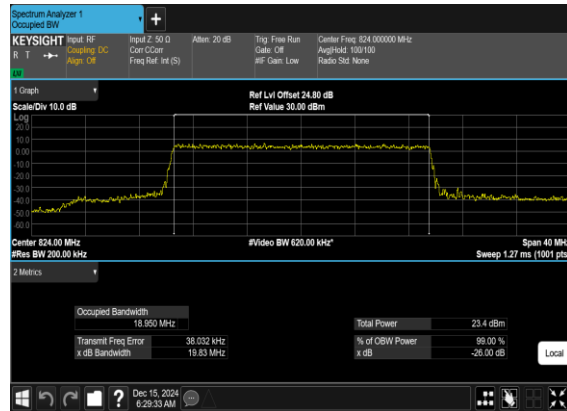 Spectrum Analyzer 1
Occupied BW
+
KEYSIGHT Input: RF Input Z: 50 Ω Atten: 20 dB Trig: Free Run Center Freq: 824.000000 MHz
R T Coupling: DC Corr CCorr Gate: Off Avg|Hold: 100/100
Align: Off Freq Ref: Int (S) #IF Gain: Low Radio Std: None
LW
1 Graph
Scale/Div 10.0 dB Ref Lvl Offset 24.80 dB
Ref Value 30.00 dBm
Log
20.0
10.0
0.00
-10.0
-20.0
-30.0
-40.0
-50.0
-60.0
Center 824.00 MHz #Video BW 620.00 kHz* Span 40 MHz
#Res BW 200.00 kHz Sweep 1.27 ms (1001 pts)
2 Metrics
Occupied Bandwidth
18.950 MHz Total Power 23.4 dBm
Transmit Freq Error 38.032 kHz % of OBW Power 99.00 %
x dB Bandwidth 19.83 MHz x dB -26.00 dB
Local
? Dec 15, 2024
6:29:33 AM